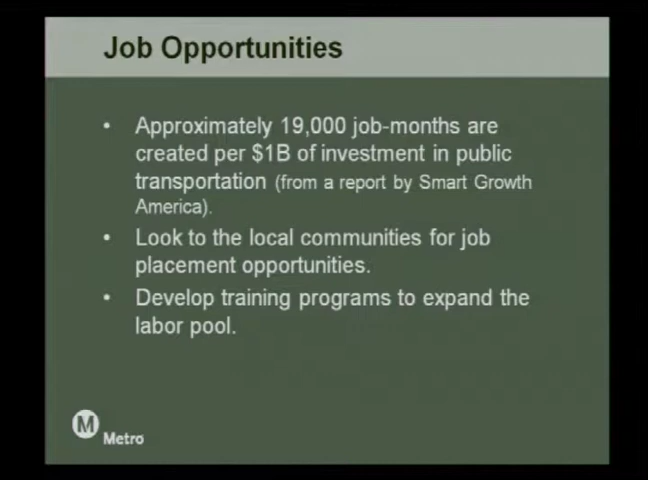 Job Opportunities
• Approximately 19,000 job-months are
created per $1B of investment in public
transportation (from a report by Smart Growth
America).
• Look to the local communities for job
placement opportunities.
• Develop training programs to expand the
labor pool.
M
Metro